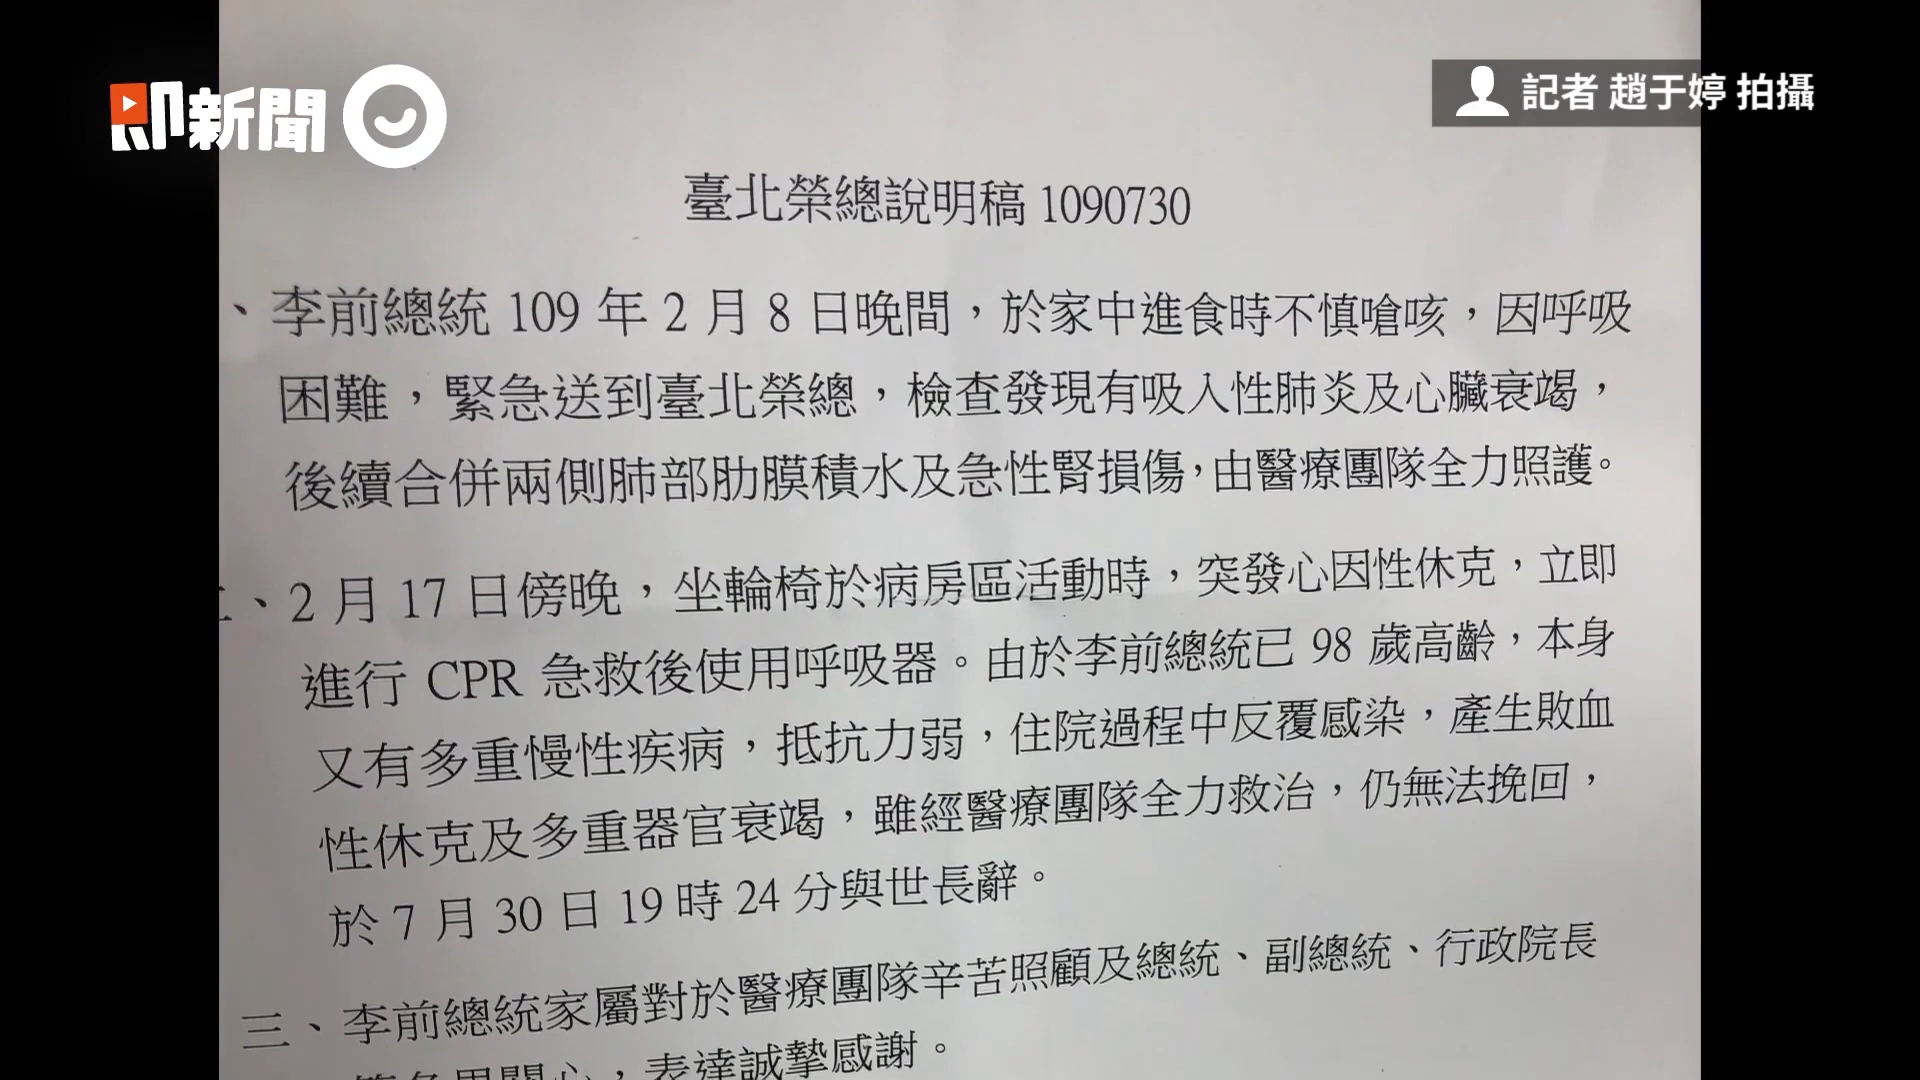 即新聞
記者 趙于婷 拍攝
臺北榮總說明稿 1090730
、李前總統 109 年 2 月 8 日晚間，於家中進食時不慎嗆咳，因呼吸
困難，緊急送到臺北榮總，檢查發現有吸入性肺炎及心臟衰竭，
後續合併兩側肺部肋膜積水及急性腎損傷，由醫療團隊全力照護。
、2 月 17 日傍晚，坐輪椅於病房區活動時，突發心因性休克，立即
進行 CPR 急救後使用呼吸器。由於李前總統已 98 歲高齡，本身
又有多重慢性疾病，抵抗力弱，住院過程中反覆感染，產生敗血
性休克及多重器官衰竭，雖經醫療團隊全力救治，仍無法挽回，
於 7 月 30 日 19 時 24 分與世長辭。
三、李前總統家屬對於醫療團隊辛苦照顧及總統、副總統、行政院長
關心，表達誠摯感謝。